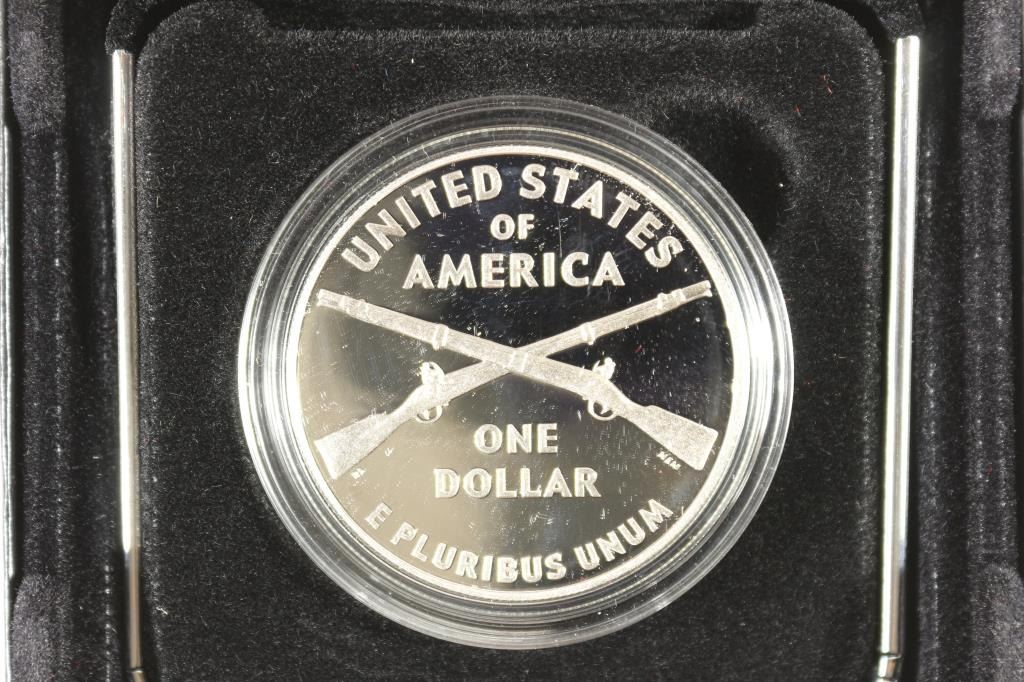 UNITED STATES
OF
AMERICA
ONE
DOLLAR
E PLURIBUS UNUM